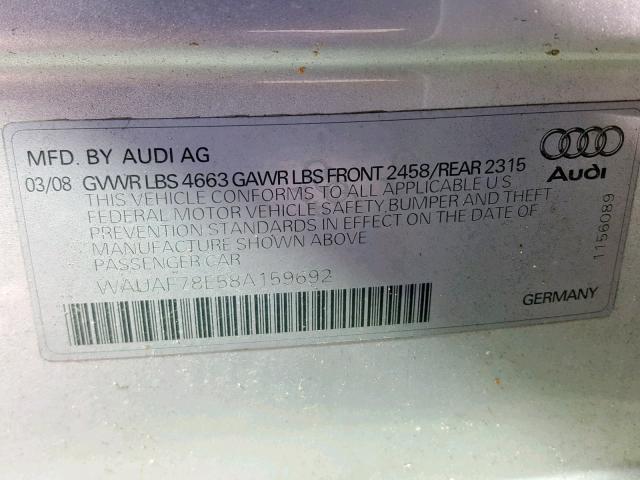 MFD. BY AUDI AG
03/08 GVWR LBS 4663 GAWR LBS FRONT 2458/REAR 2315
THIS VEHICLE CONFORMS TO ALL APPLICABLE U S
FEDERAL MOTOR VEHICLE SAFETY, BUMPER AND THEFT
PREVENTION STANDARDS IN EFFECT ON THE DATE OF
MANUFACTURE SHOWN ABOVE
PASSENGER CAR
WAUAF78E58A159692
Audi
1156089
GERMANY